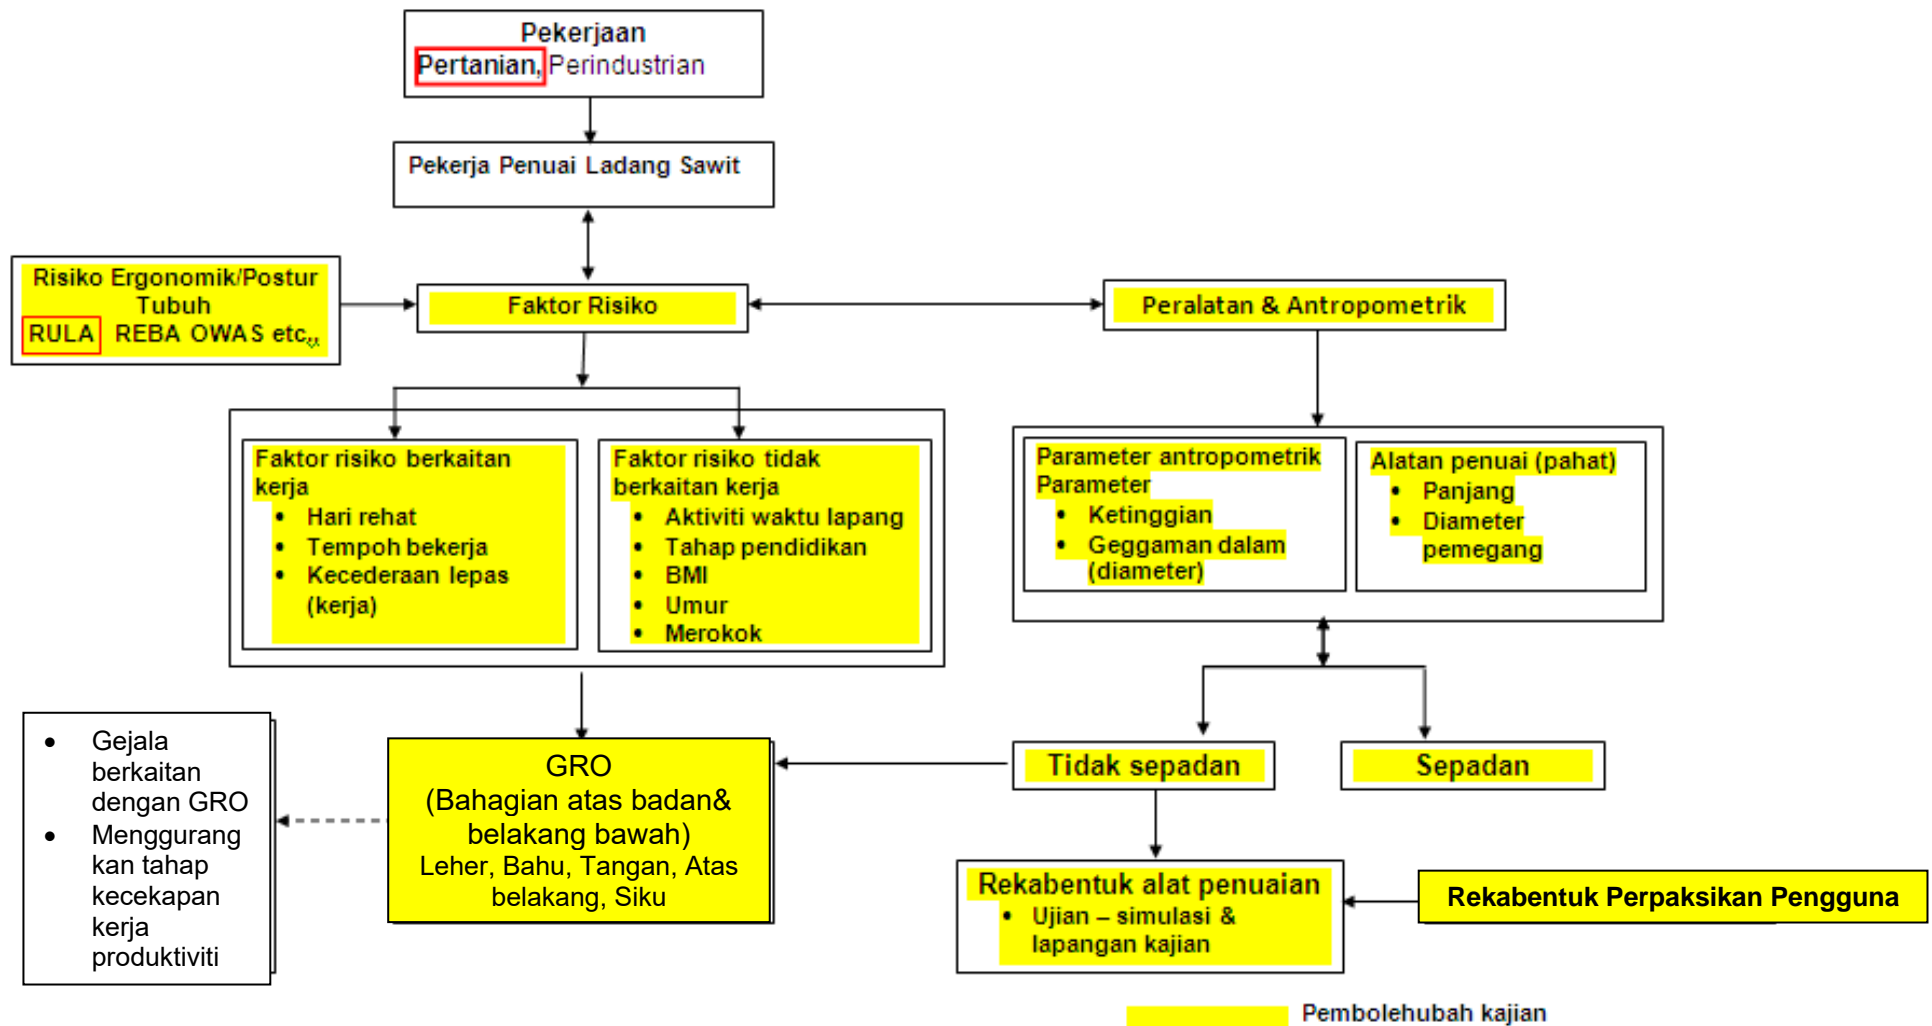 Pekerjaan
Pertanian, Perindustrian
Pekerja Penuai Ladang Sawit
Risiko Ergonomik/Postur
Tubuh
RULA REBA OWAS etc,,
Faktor Risiko
Peralatan & Antropometrik
Faktor risiko berkaitan
kerja
• Hari rehat
• Tempoh bekerja
• Kecederaan lepas
(kerja)
Faktor risiko tidak
berkaitan kerja
• Aktiviti waktu lapang
• Tahap pendidikan
• BMI
• Umur
• Merokok
Parameter antropometrik
Parameter
• Ketinggian
• Geggaman dalam
(diameter)
Alatan penuai (pahat)
• Panjang
• Diameter
pemegang
• Gejala
berkaitan
dengan GRO
• Menggurang
kan tahap
kecekapan
kerja
produktiviti
GRO
(Bahagian atas badan&
belakang bawah)
Leher, Bahu, Tangan, Atas
belakang, Siku
Tidak sepadan
Sepadan
Rekabentuk alat penuaian
• Ujian – simulasi &
lapangan kajian
Rekabentuk Perpaksikan Pengguna
Pembolehubah kajian